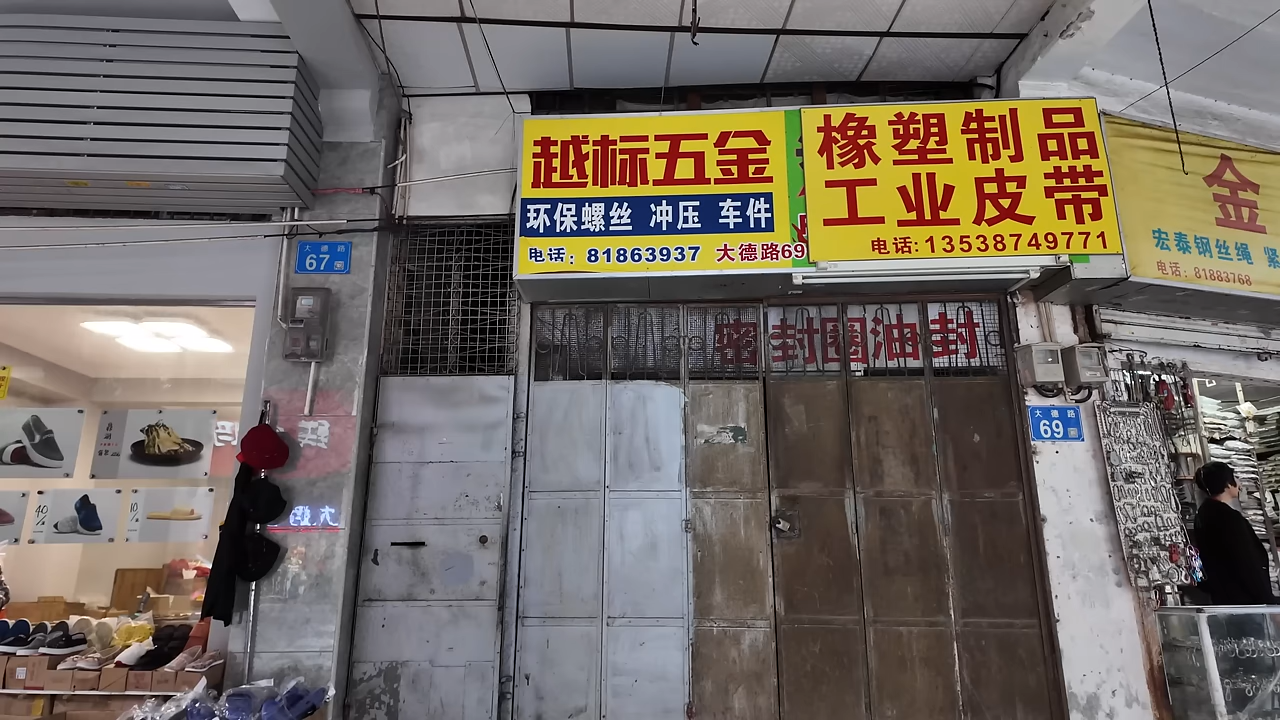 越标五金
环保螺丝 冲压 车件
电话：81863937 大德路69
橡塑制品
工业皮带
电话:13538749771
金
宏泰钢丝绳 紧
电话：81883768
大德路
67
密封圈油封
大德路
69